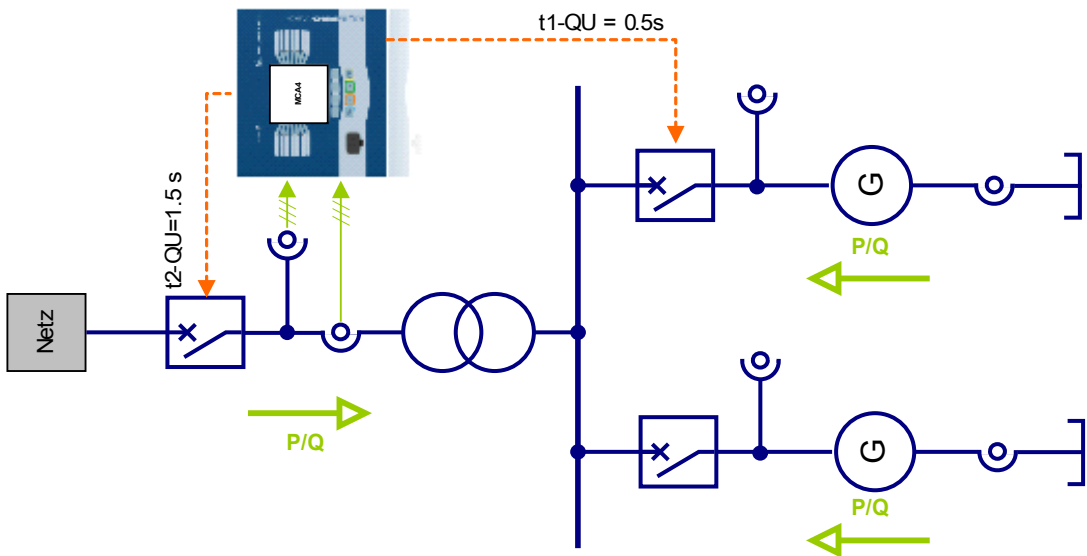 t1-QU = 0.5s
MCA4
t2-QU=1.5 s
G
P/Q
Netz
P/Q
G
P/Q